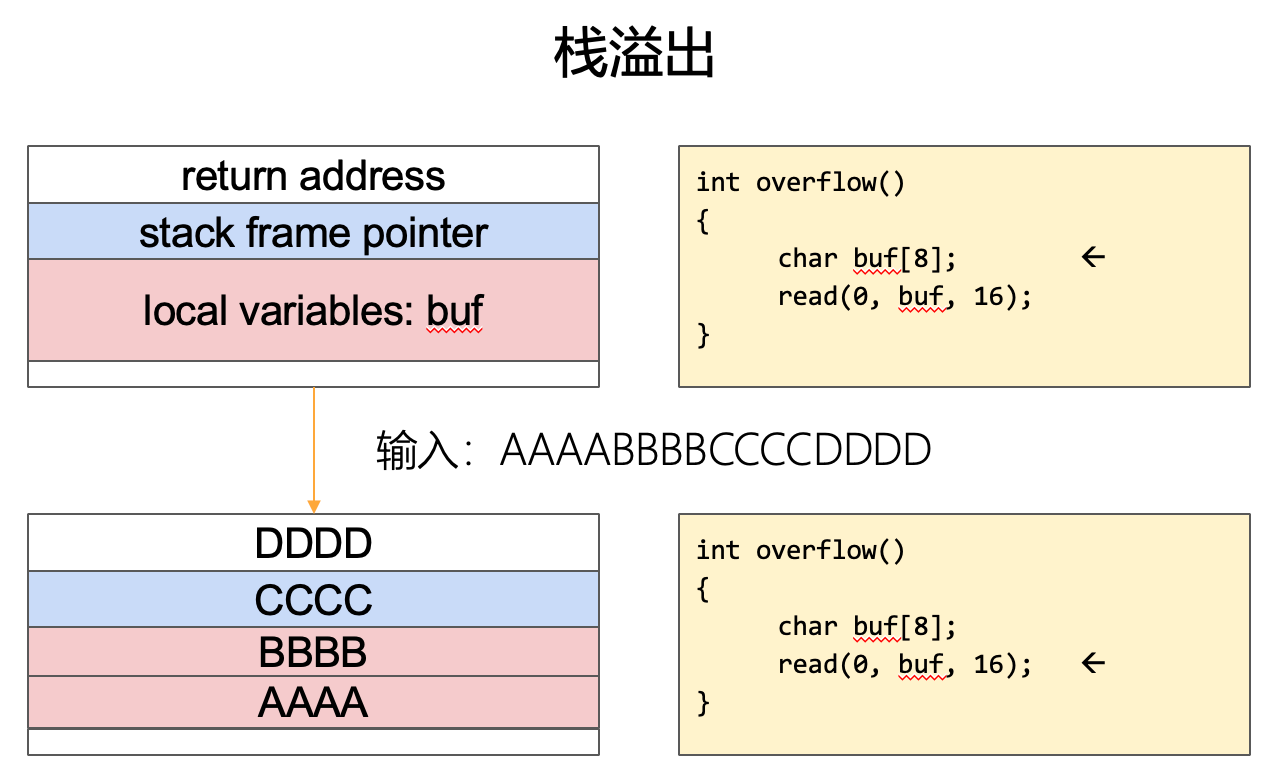 栈溢出
return address
stack frame pointer
local variables: buf
int overflow()
{
char buf[8]; ←
read(0, buf, 16);
}
输入：AAAABBBBCCCCDDDD
DDDD
CCCC
BBBB
AAAA
int overflow()
{
char buf[8];
read(0, buf, 16); ←
}